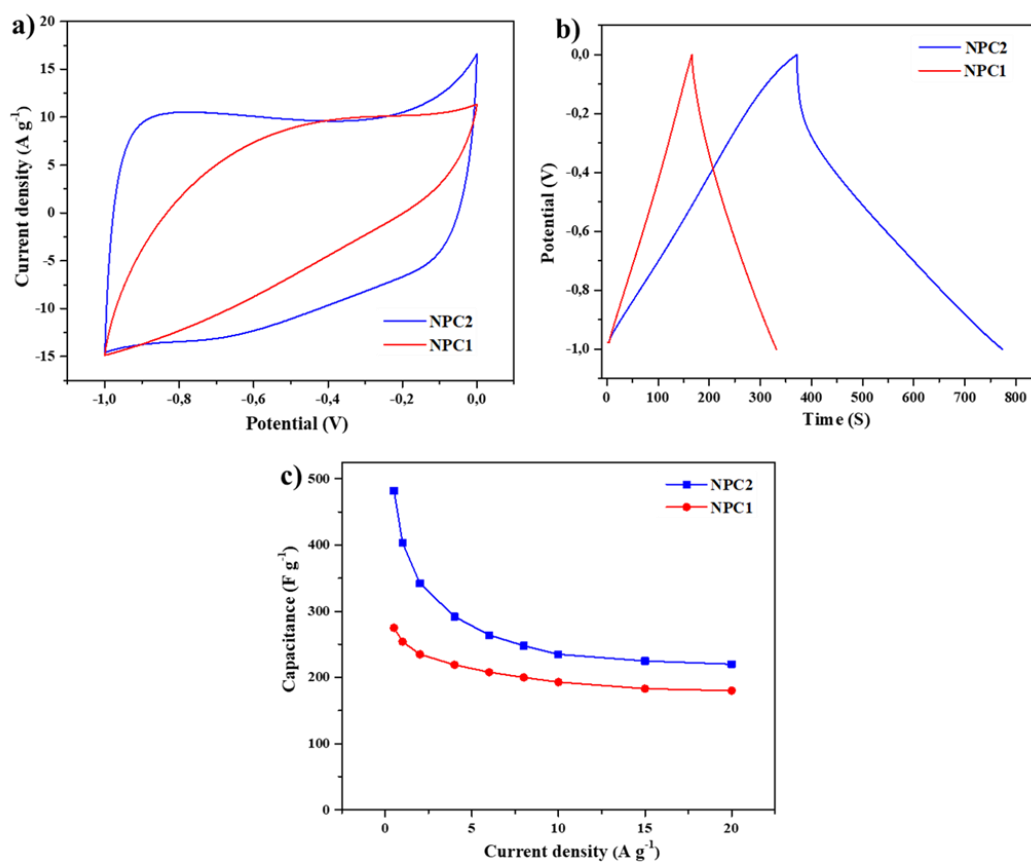 a)
20
15
10
5
0
-5
-10
-15
Current density (A g⁻¹)
NPC2
NPC1
-1,0 -0,8 -0,6 -0,4 -0,2 0,0
Potential (V)
b)
0,0
-0,2
-0,4
-0,6
-0,8
-1,0
Potential (V)
NPC2
NPC1
0 100 200 300 400 500 600 700 800
Time (S)
c)
500
400
300
200
100
0
Capacitance (F g⁻¹)
NPC2
NPC1
0 5 10 15 20
Current density (A g⁻¹)